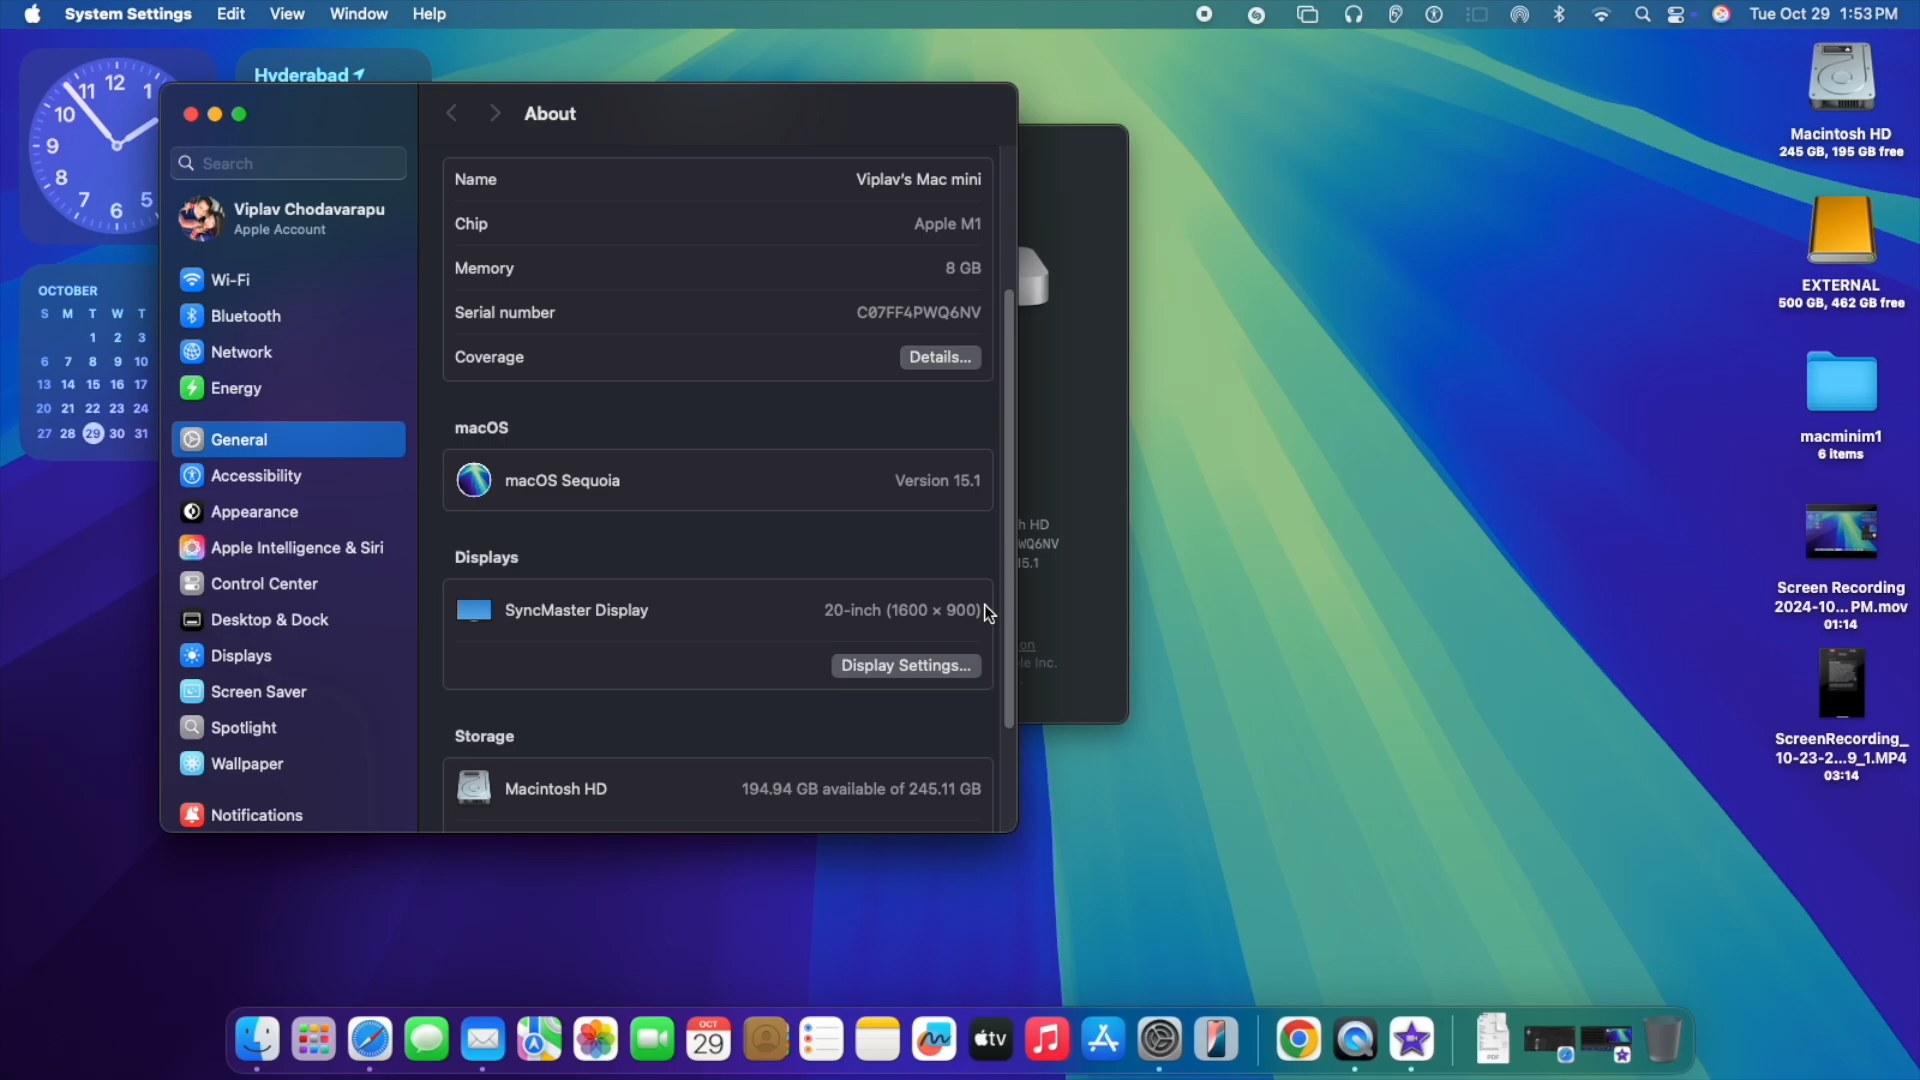 System Settings Edit View Window Help Tue Oct 29 1:53 PM
12
11 1
10
9
8
7 5
6
Hyderabad
OCTOBER
S M T W T
1 2 3
6 7 8 9 10
13 14 15 16 17
20 21 22 23 24
27 28 29 30 31
Search
Viplav Chodavarapu
Apple Account
Wi-Fi
Bluetooth
Network
Energy
General
Accessibility
Appearance
Apple Intelligence & Siri
Control Center
Desktop & Dock
Displays
Screen Saver
Spotlight
Wallpaper
Notifications
About
Name Viplav's Mac mini
Chip Apple M1
Memory 8 GB
Serial number C07FF4PWQ6NV
Coverage Details...
macOS
macOS Sequoia Version 15.1
Displays
SyncMaster Display 20-inch (1600 × 900)
Display Settings...
Storage
Macintosh HD 194.94 GB available of 245.11 GB
h HD
WQ6NV
15.1
on
le Inc.
Macintosh HD
245 GB, 195 GB free
EXTERNAL
500 GB, 462 GB free
macminim1
6 items
Screen Recording
2024-10... PM.mov
01:14
ScreenRecording_
10-23-2...9_1.MP4
03:14
OCT
29
tv
PDF